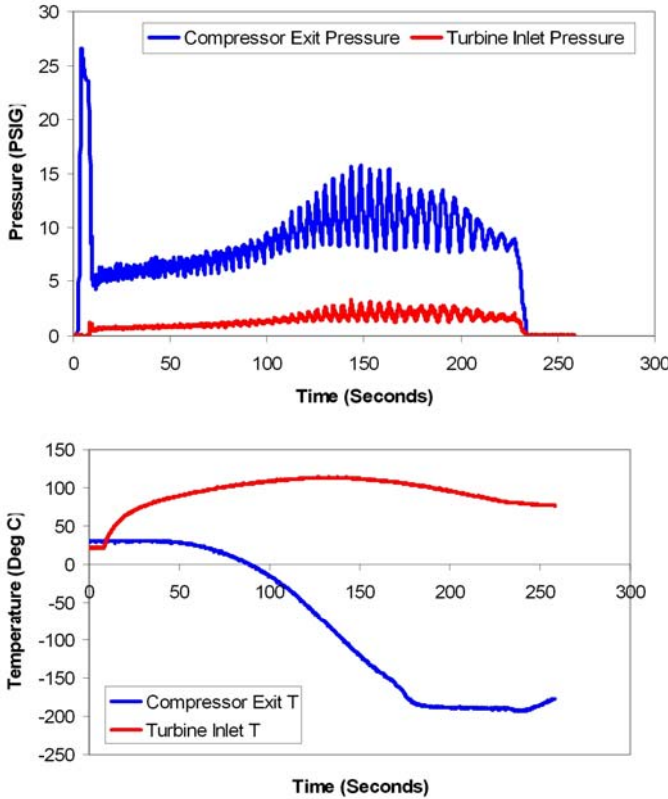 Compressor Exit Pressure Turbine Inlet Pressure
30
25
20
15
10
5
0
Pressure (PSIG)
0 50 100 150 200 250 300
Time (Seconds)
150
100
50
0
-50
-100
-150
-200
-250
Temperature (Deg C)
0 50 100 150 200 250 300
Compressor Exit T
Turbine Inlet T
Time (Seconds)